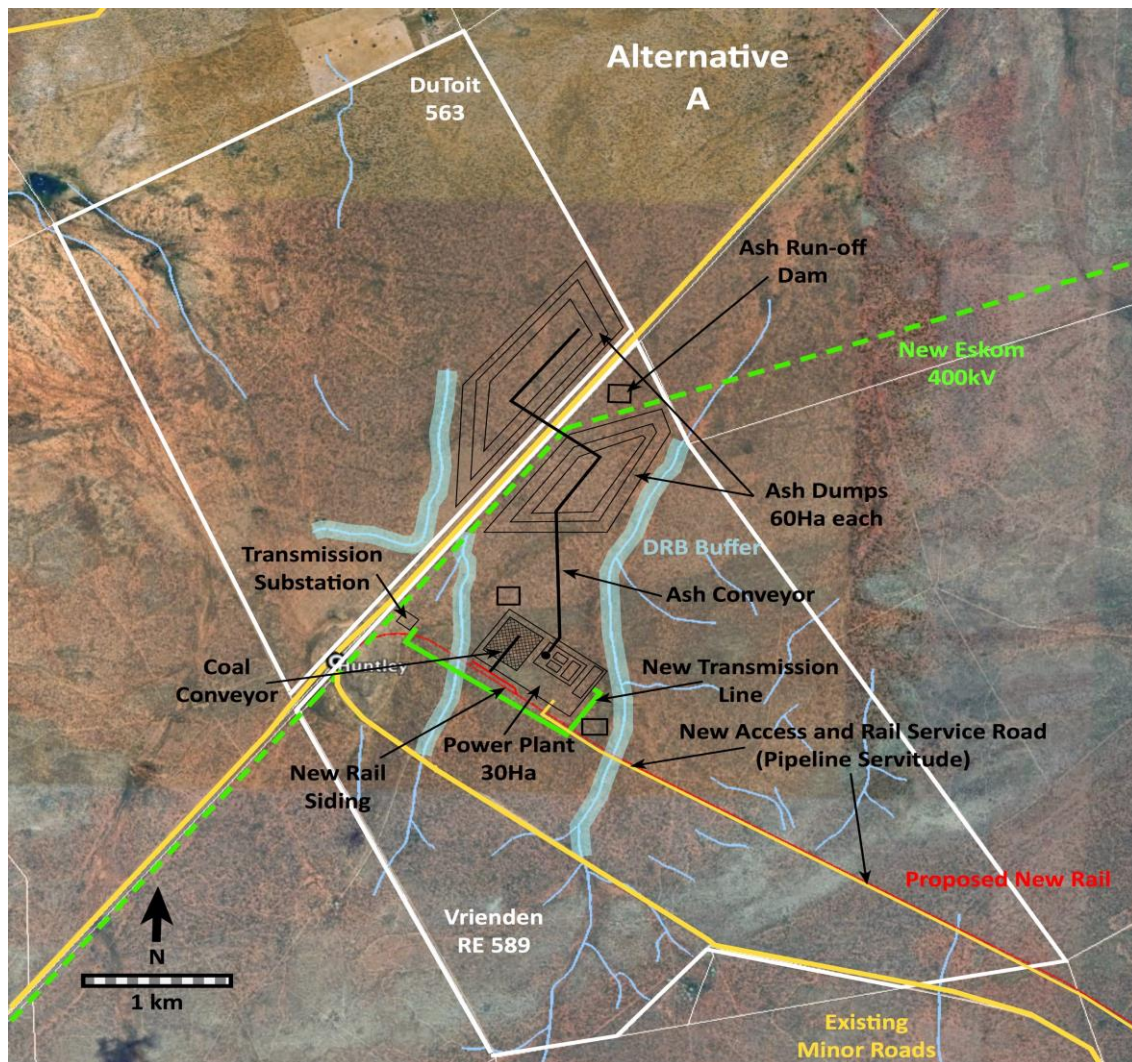 Alternative
A
DuToit
563
Ash Run-off
Dam
New Eskom
400kV
Ash Dumps
60Ha each
DRB Buffer
Transmission
Substation
Ash Conveyor
Huntley
Coal
Conveyor
New Transmission
Line
New Access and Rail Service Road
(Pipeline Servitude)
Power Plant
30Ha
New Rail
Siding
Proposed New Rail
Vrienden
RE 589
N
1 km
Existing
Minor Roads